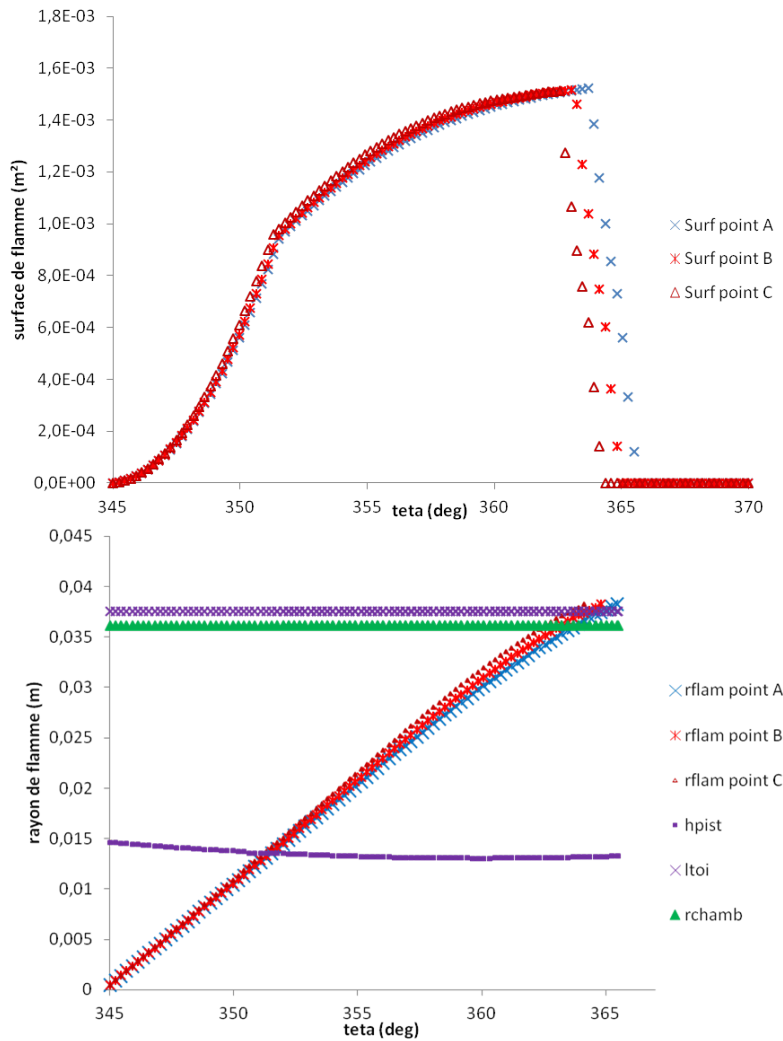 1,8E-03
1,6E-03
1,4E-03
1,2E-03
1,0E-03
8,0E-04
6,0E-04
4,0E-04
2,0E-04
0,0E+00
surface de flamme (m²)
345
350
355
360
365
370
teta (deg)
Surf point A
Surf point B
Surf point C
0,045
0,04
0,035
0,03
0,025
0,02
0,015
0,01
0,005
0
rayon de flamme (m)
345
350
355
360
365
teta (deg)
rflam point A
rflam point B
rflam point C
hpist
ltoi
rchamb